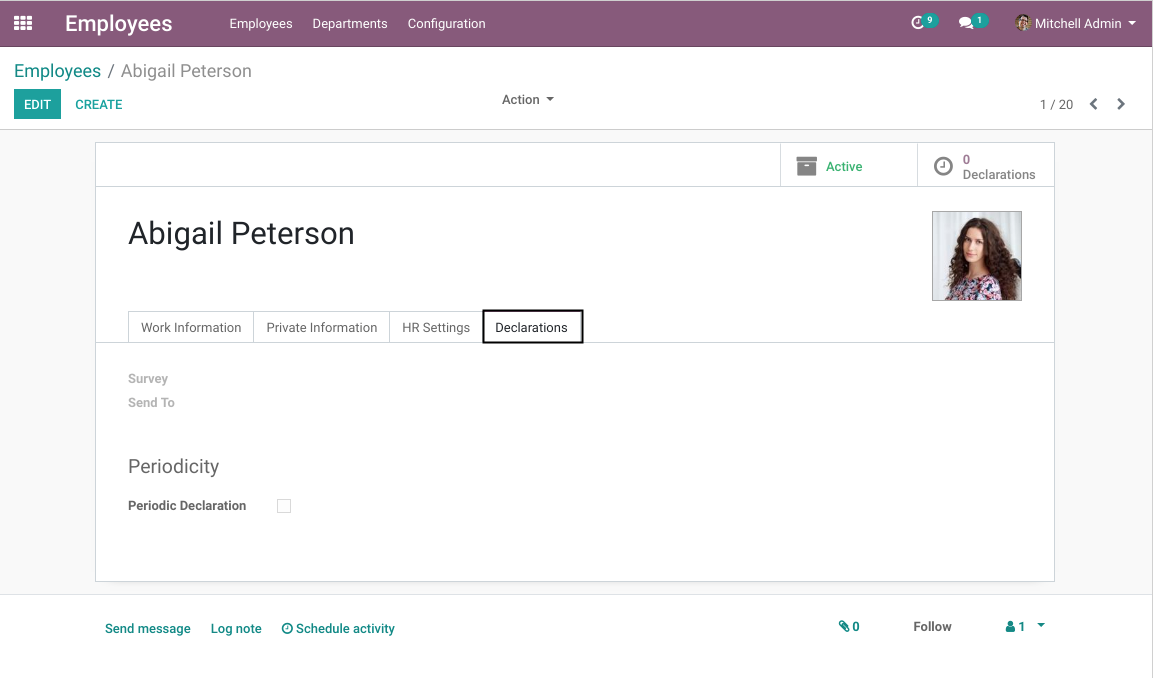 Employees Employees Departments Configuration 9 1 Mitchell Admin
Employees / Abigail Peterson
EDIT CREATE Action 1 / 20
Active 0 Declarations
Abigail Peterson
Work Information Private Information HR Settings Declarations
Survey
Send To
Periodicity
Periodic Declaration
Send message Log note Schedule activity 0 Follow 1